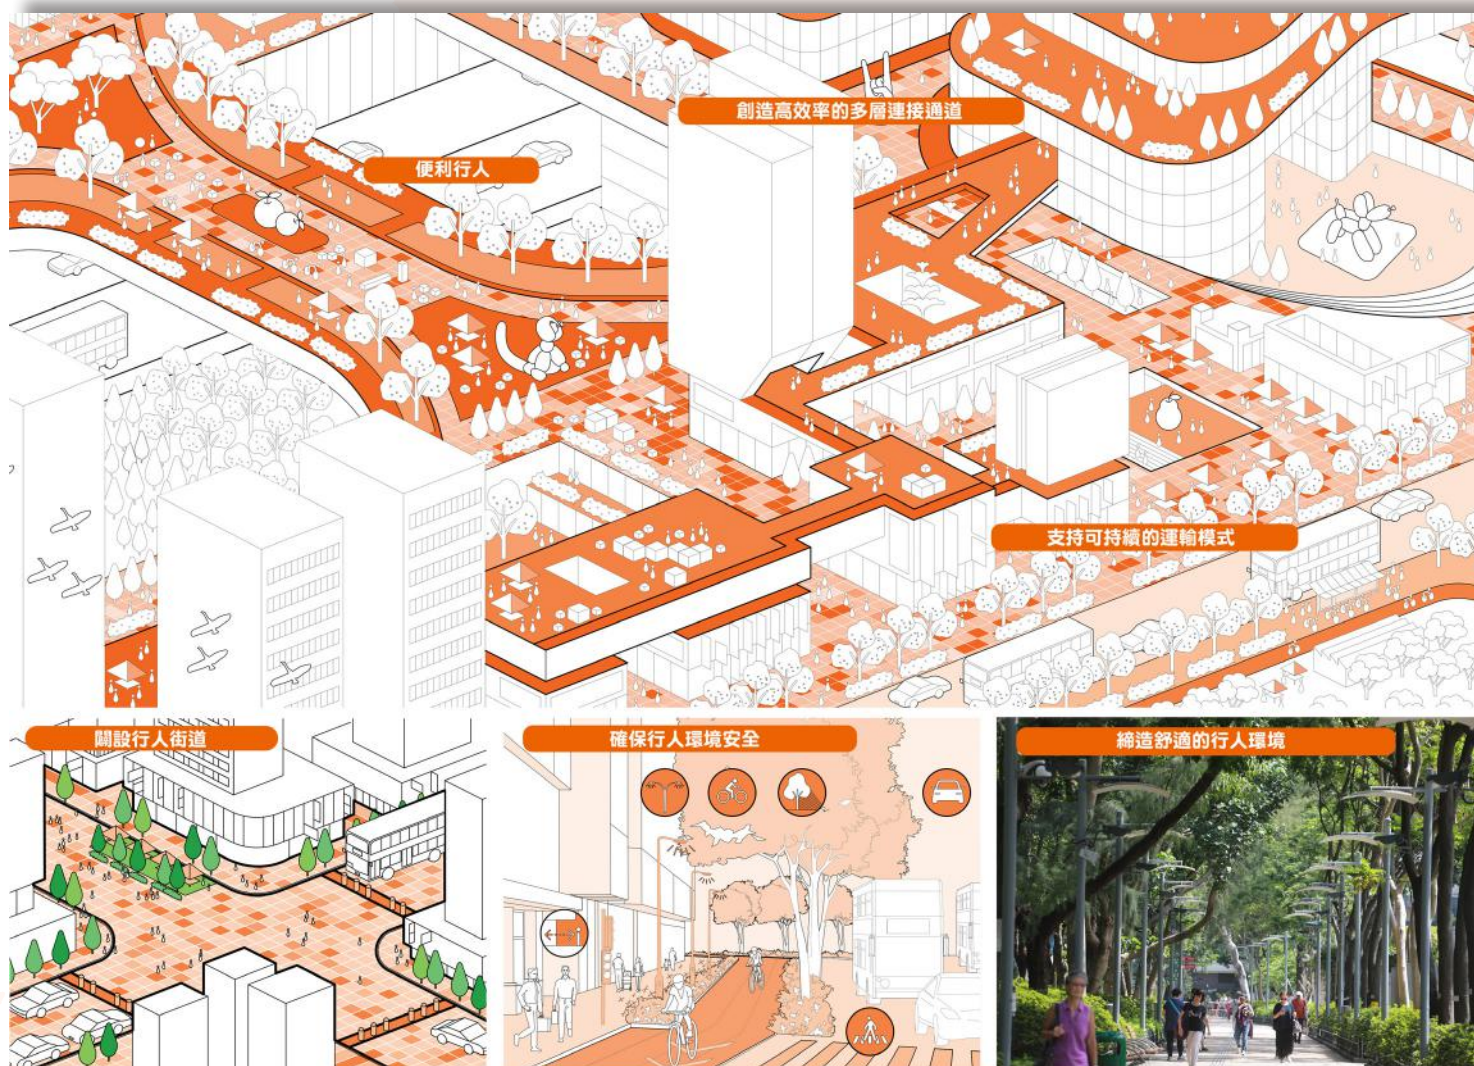 創造高效率的多層連接通道
便利行人
支持可持續的運輸模式
闢設行人街道
確保行人環境安全
締造舒適的行人環境